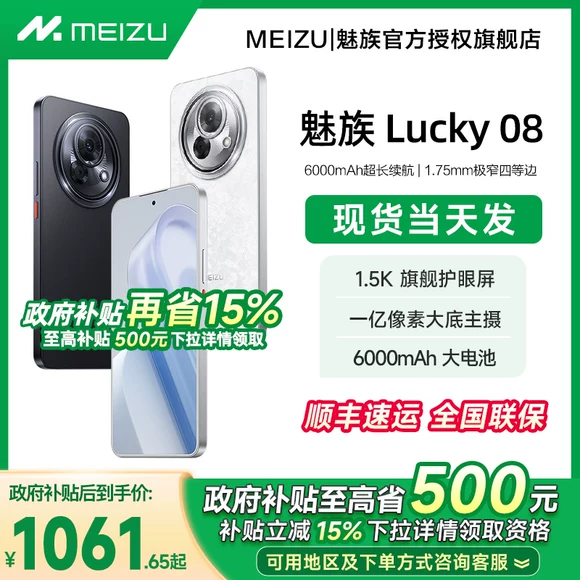 MEIZU
MEIZU|魅族官方授权旗舰店
魅族 Lucky 08
6000mAh超长续航 | 1.75mm极窄四等边
现货当天发
1.5K 旗舰护眼屏
一亿像素大底主摄
6000mAh 大电池
顺丰速运 全国联保
MEIZU
政府补贴 再省15%
至高补贴 500元 下拉详情领取
政府补贴后到手价:
¥1061.65起
政府补贴至高省500元
补贴立减 15% 下拉详情领取资格
可用地区及下单方式咨询客服